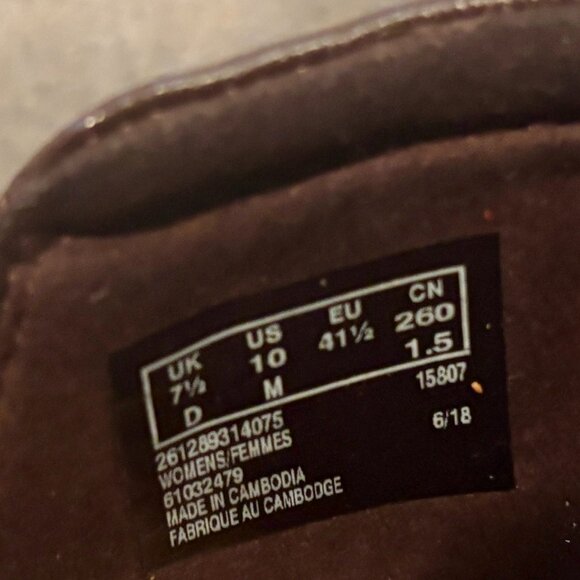 UK US EU CN
7½ 10 41½ 260
D M 1.5
261289314075 15807
WOMENS/FEMMES 6/18
61032479
MADE IN CAMBODIA
FABRIQUE AU CAMBODGE